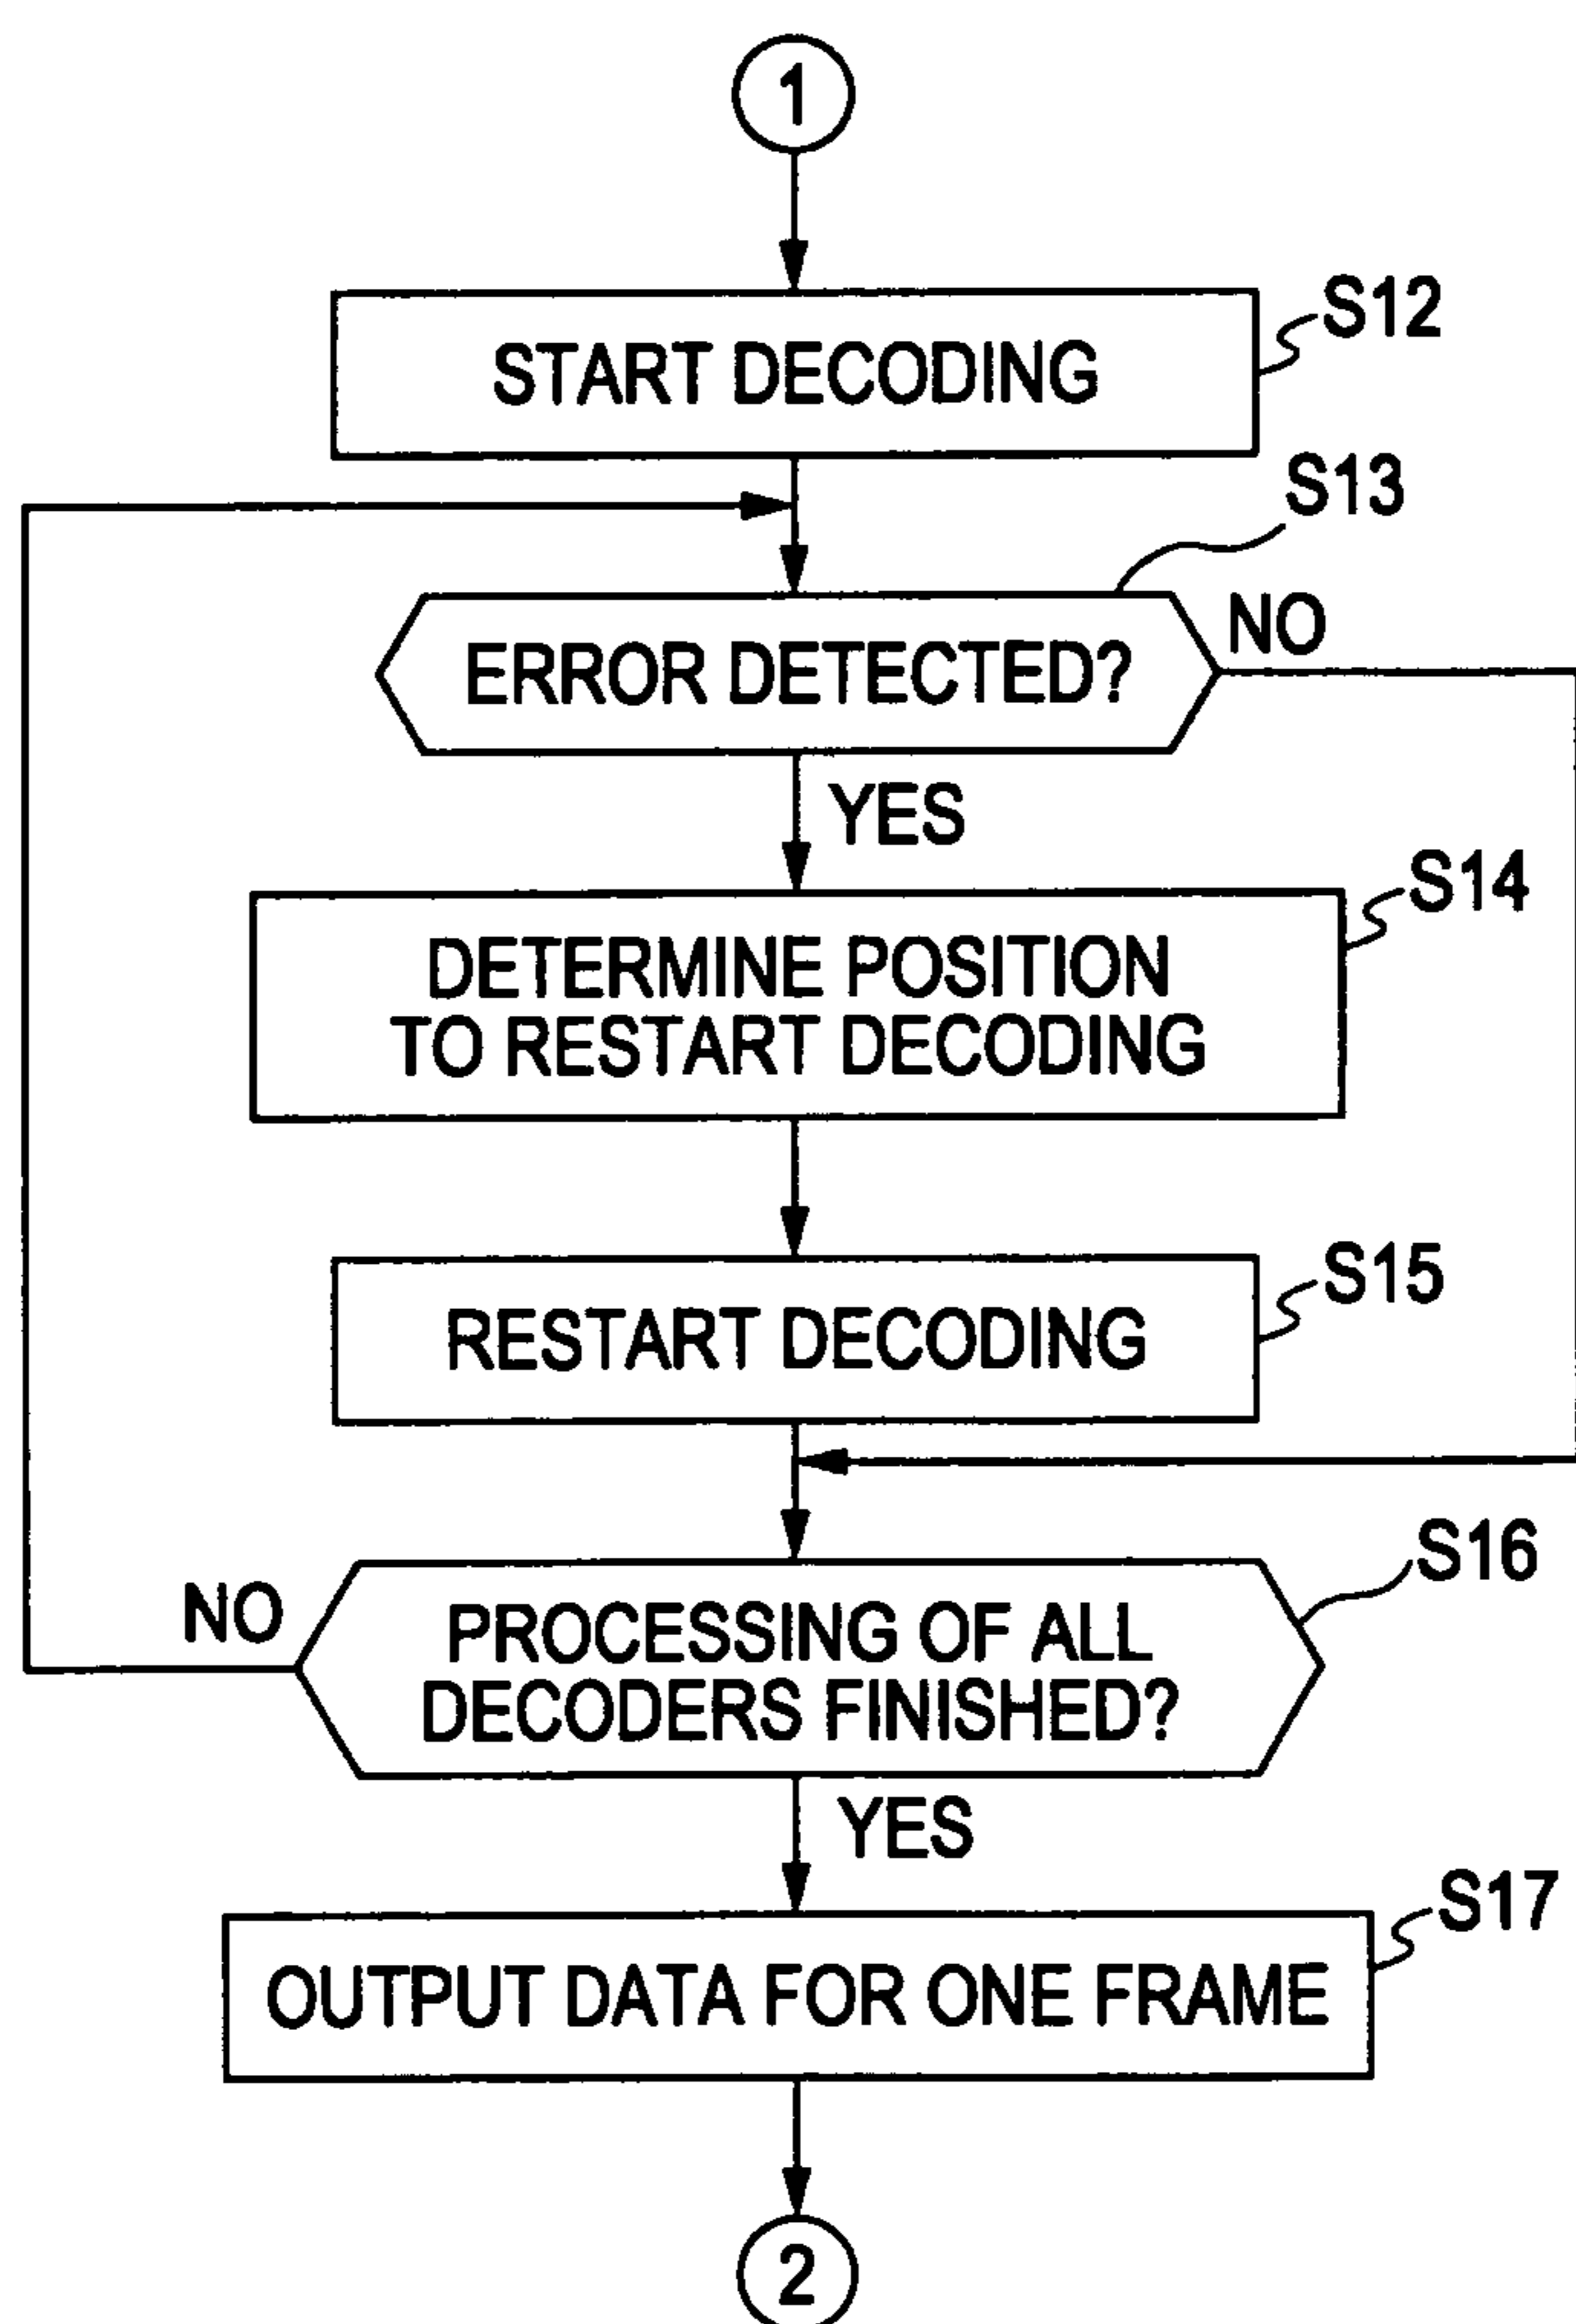 1
S12
START DECODING
S13
ERROR DETECTED?
NO
YES
S14
DETERMINE POSITION
TO RESTART DECODING
S15
RESTART DECODING
S16
NO
PROCESSING OF ALL
DECODERS FINISHED?
YES
S17
OUTPUT DATA FOR ONE FRAME
2